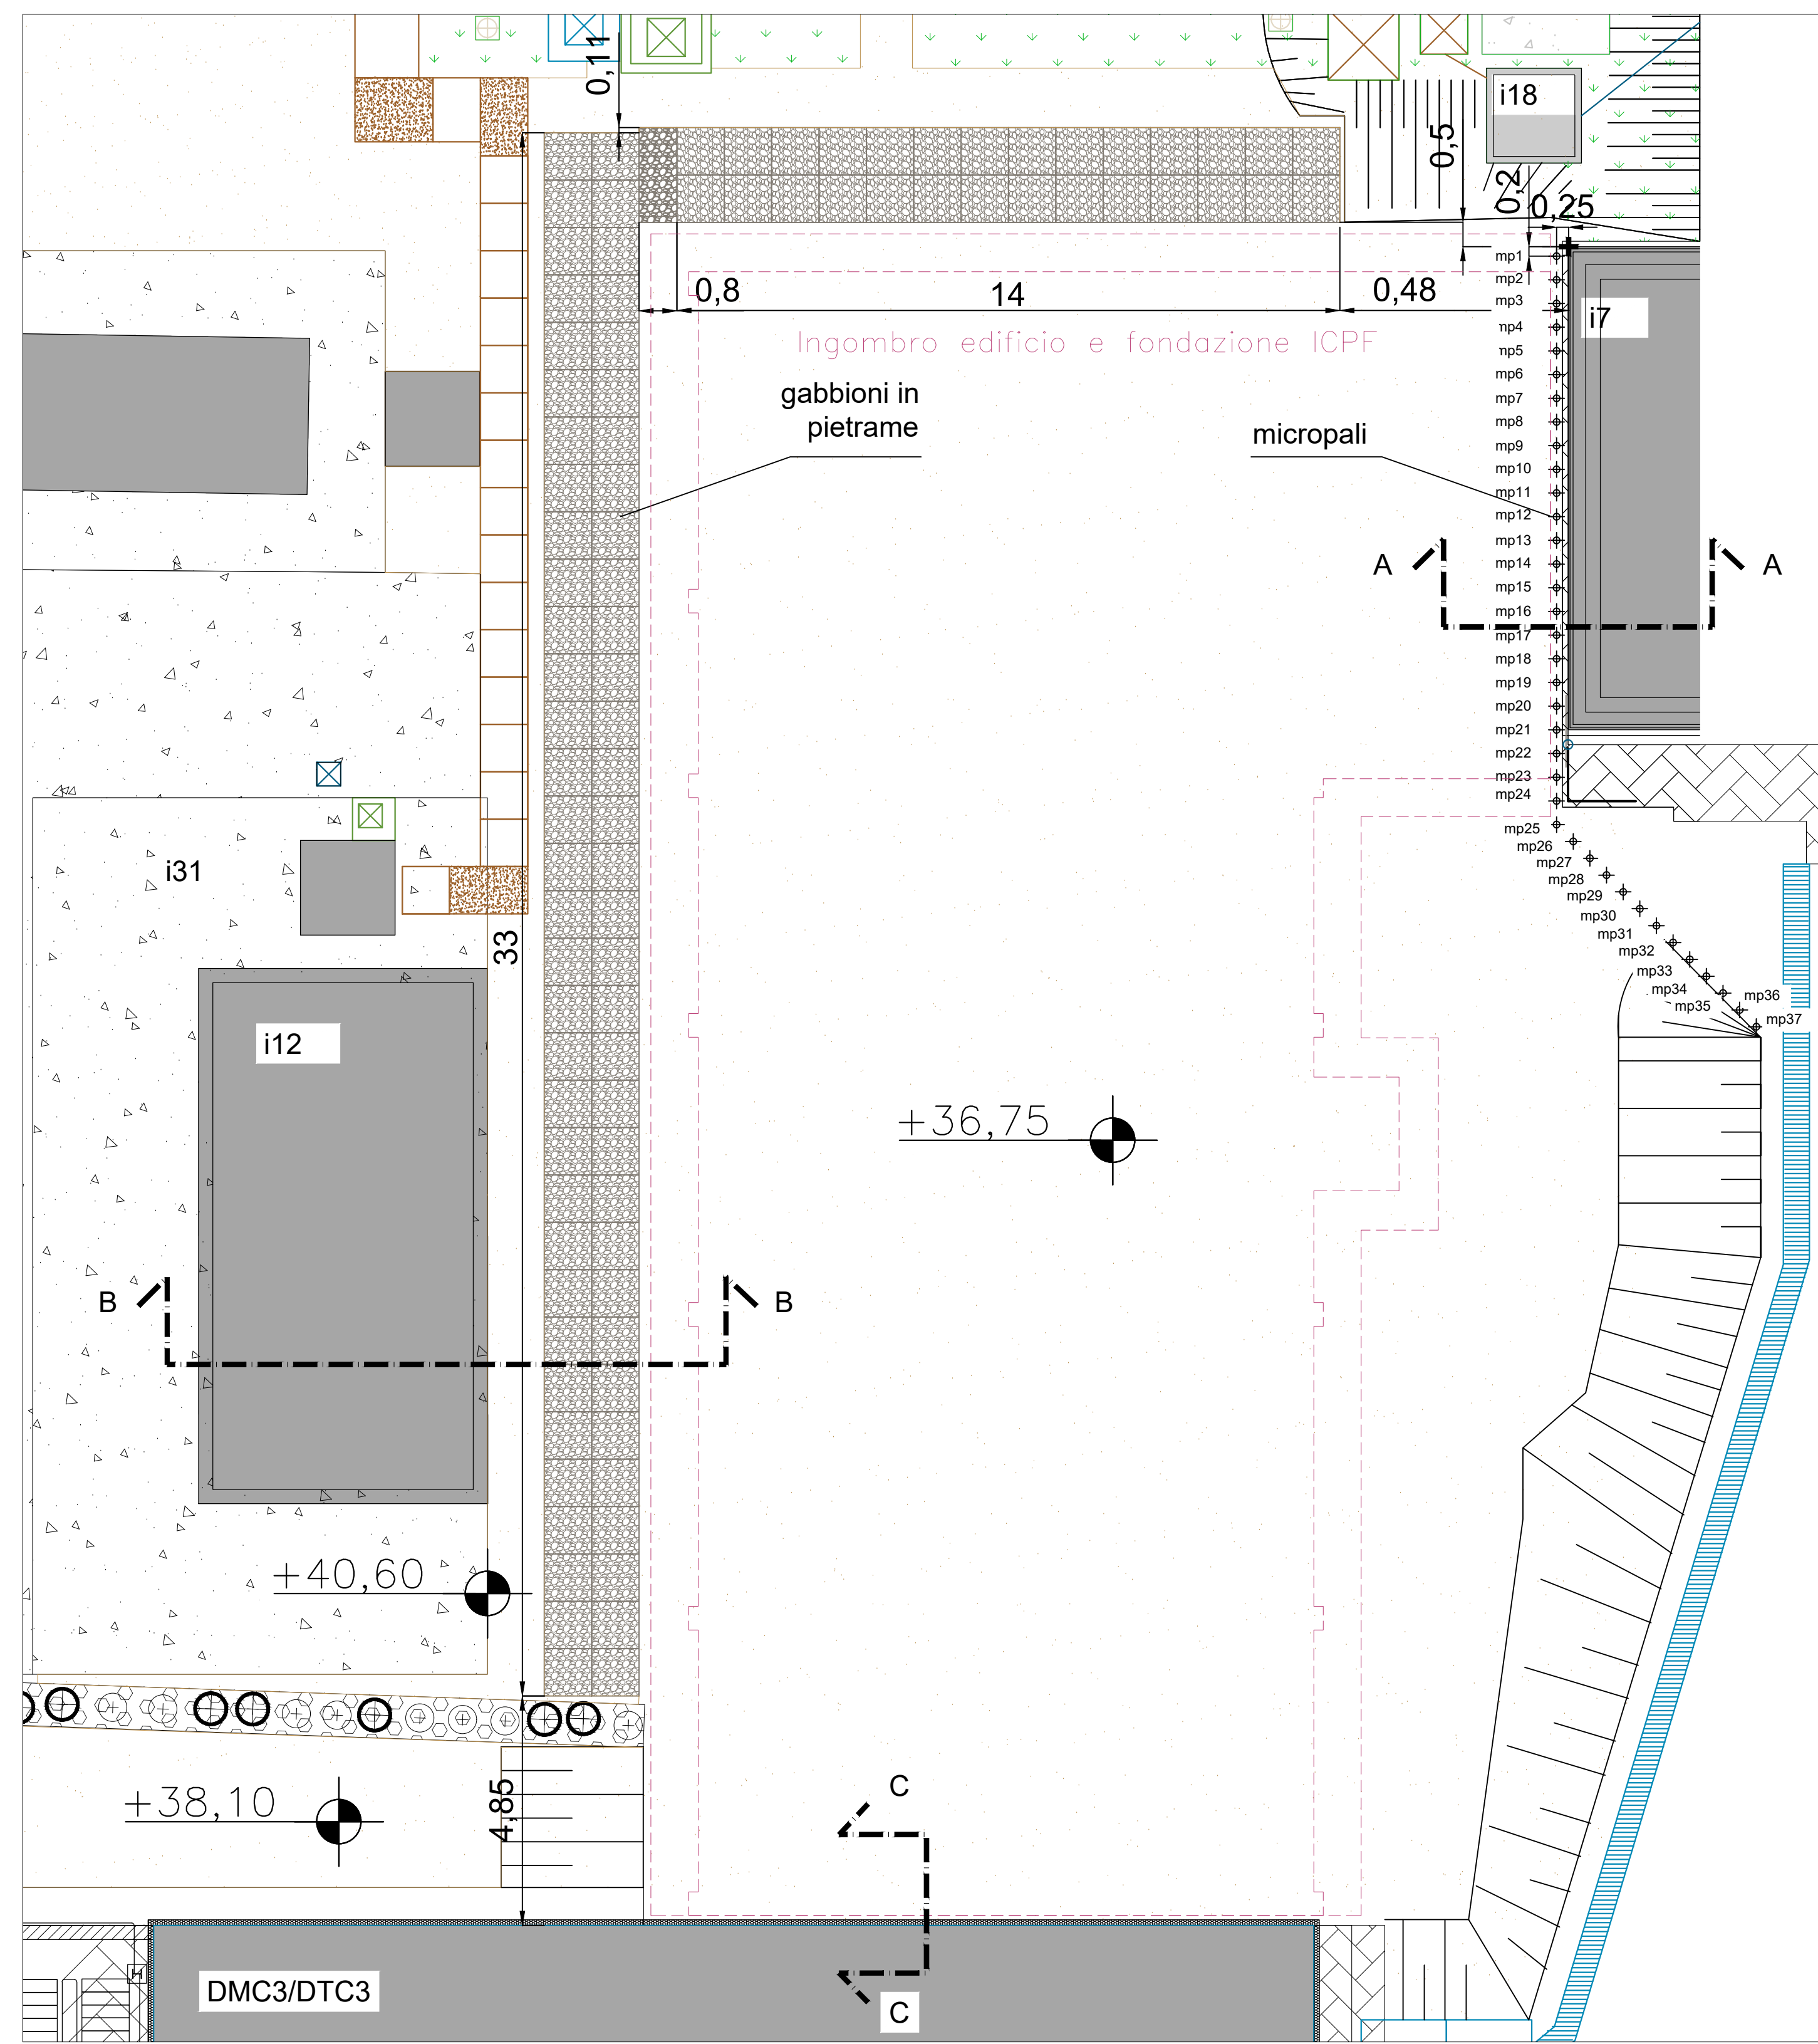 0,11
i18
0,5
0,2
0,25
mp1
mp2
mp3
mp4
mp5
mp6
mp7
mp8
mp9
mp10
mp11
mp12
mp13
mp14
mp15
mp16
mp17
mp18
mp19
mp20
mp21
mp22
mp23
mp24
mp25
mp26
mp27
mp28
mp29
mp30
mp31
mp32
mp33
mp34
mp35
mp36
mp37
0,8
14
0,48
i7
Ingombro edificio e fondazione ICPF
gabbioni in
pietrame
micropali
A
A
i31
33
i12
+36,75
B
B
+40,60
+38,10
4,85
C
C
DMC3/DTC3